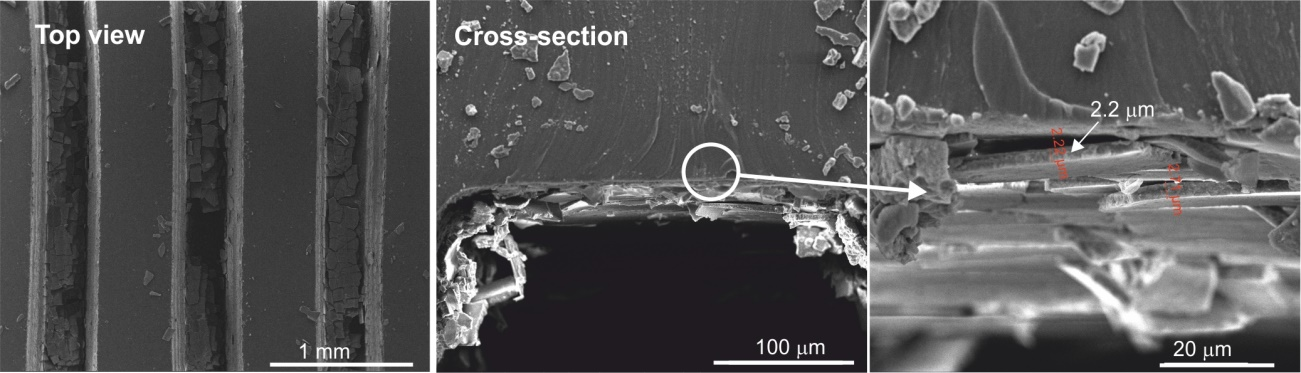 Top view
1 mm
Cross-section
100 μm
2.2 μm
20 μm